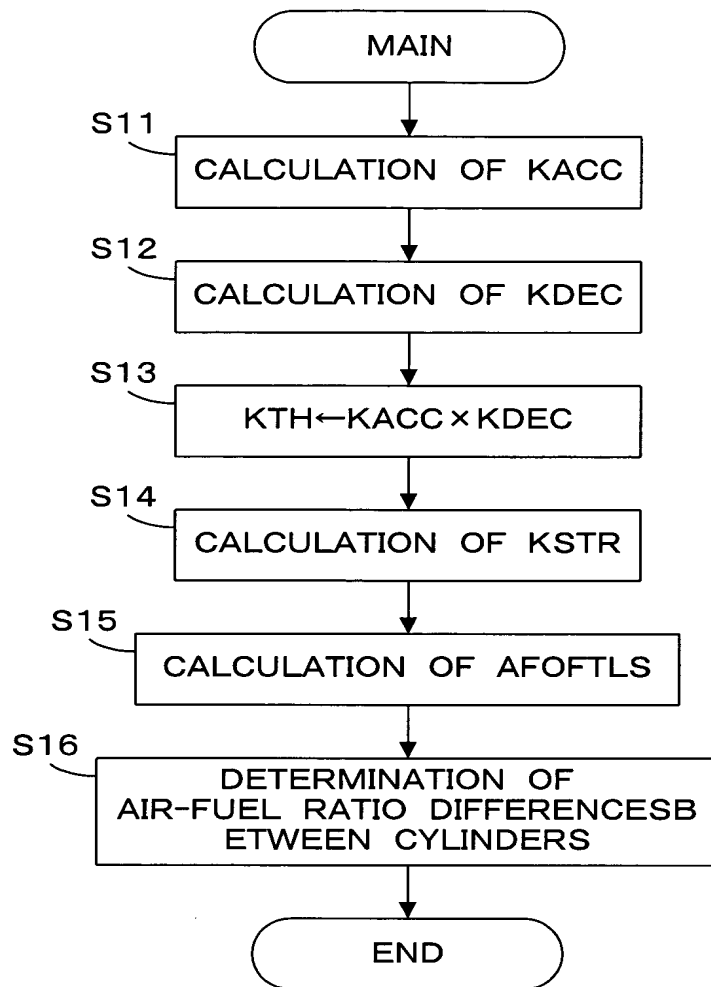 MAIN
S11
CALCULATION OF KACC
S12
CALCULATION OF KDEC
S13
KTH←KACC×KDEC
S14
CALCULATION OF KSTR
S15
CALCULATION OF AFOFTLS
S16
DETERMINATION OF
AIR-FUEL RATIO DIFFERENCESB
ETWEEN CYLINDERS
END